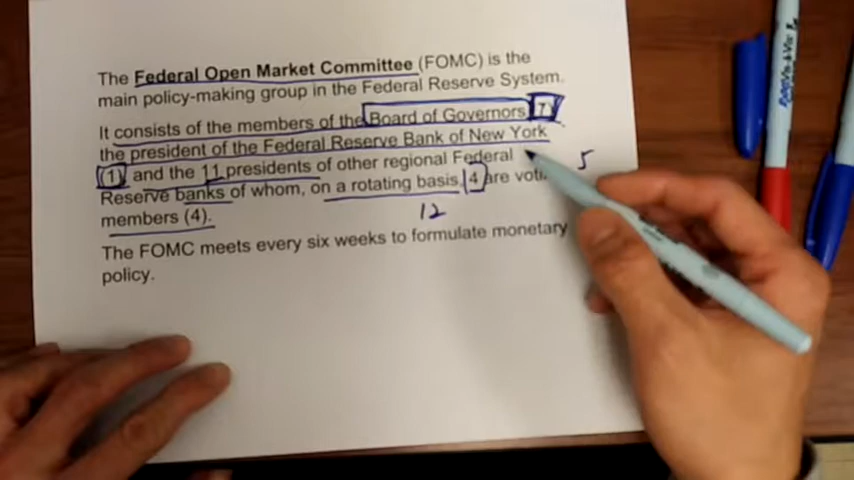 The Federal Open Market Committee (FOMC) is the
main policy-making group in the Federal Reserve System.
It consists of the members of the Board of Governors (7)
the president of the Federal Reserve Bank of New York
(1) and the 11 presidents of other regional Federal
Reserve banks of whom, on a rotating basis, 4 are
members (4).
5
12
The FOMC meets every six weeks to formulate monetary
policy.